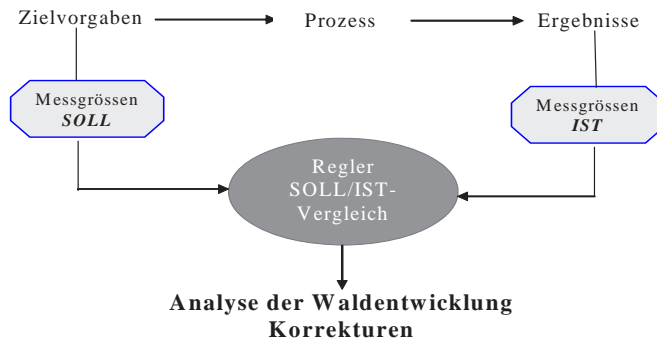 Zielvorgaben
Prozess
Ergebnisse
Messgrössen
SOLL
Messgrössen
IST
Regler
SOLL/IST-
Vergleich
Analyse der Waldentwicklung
Korrekturen